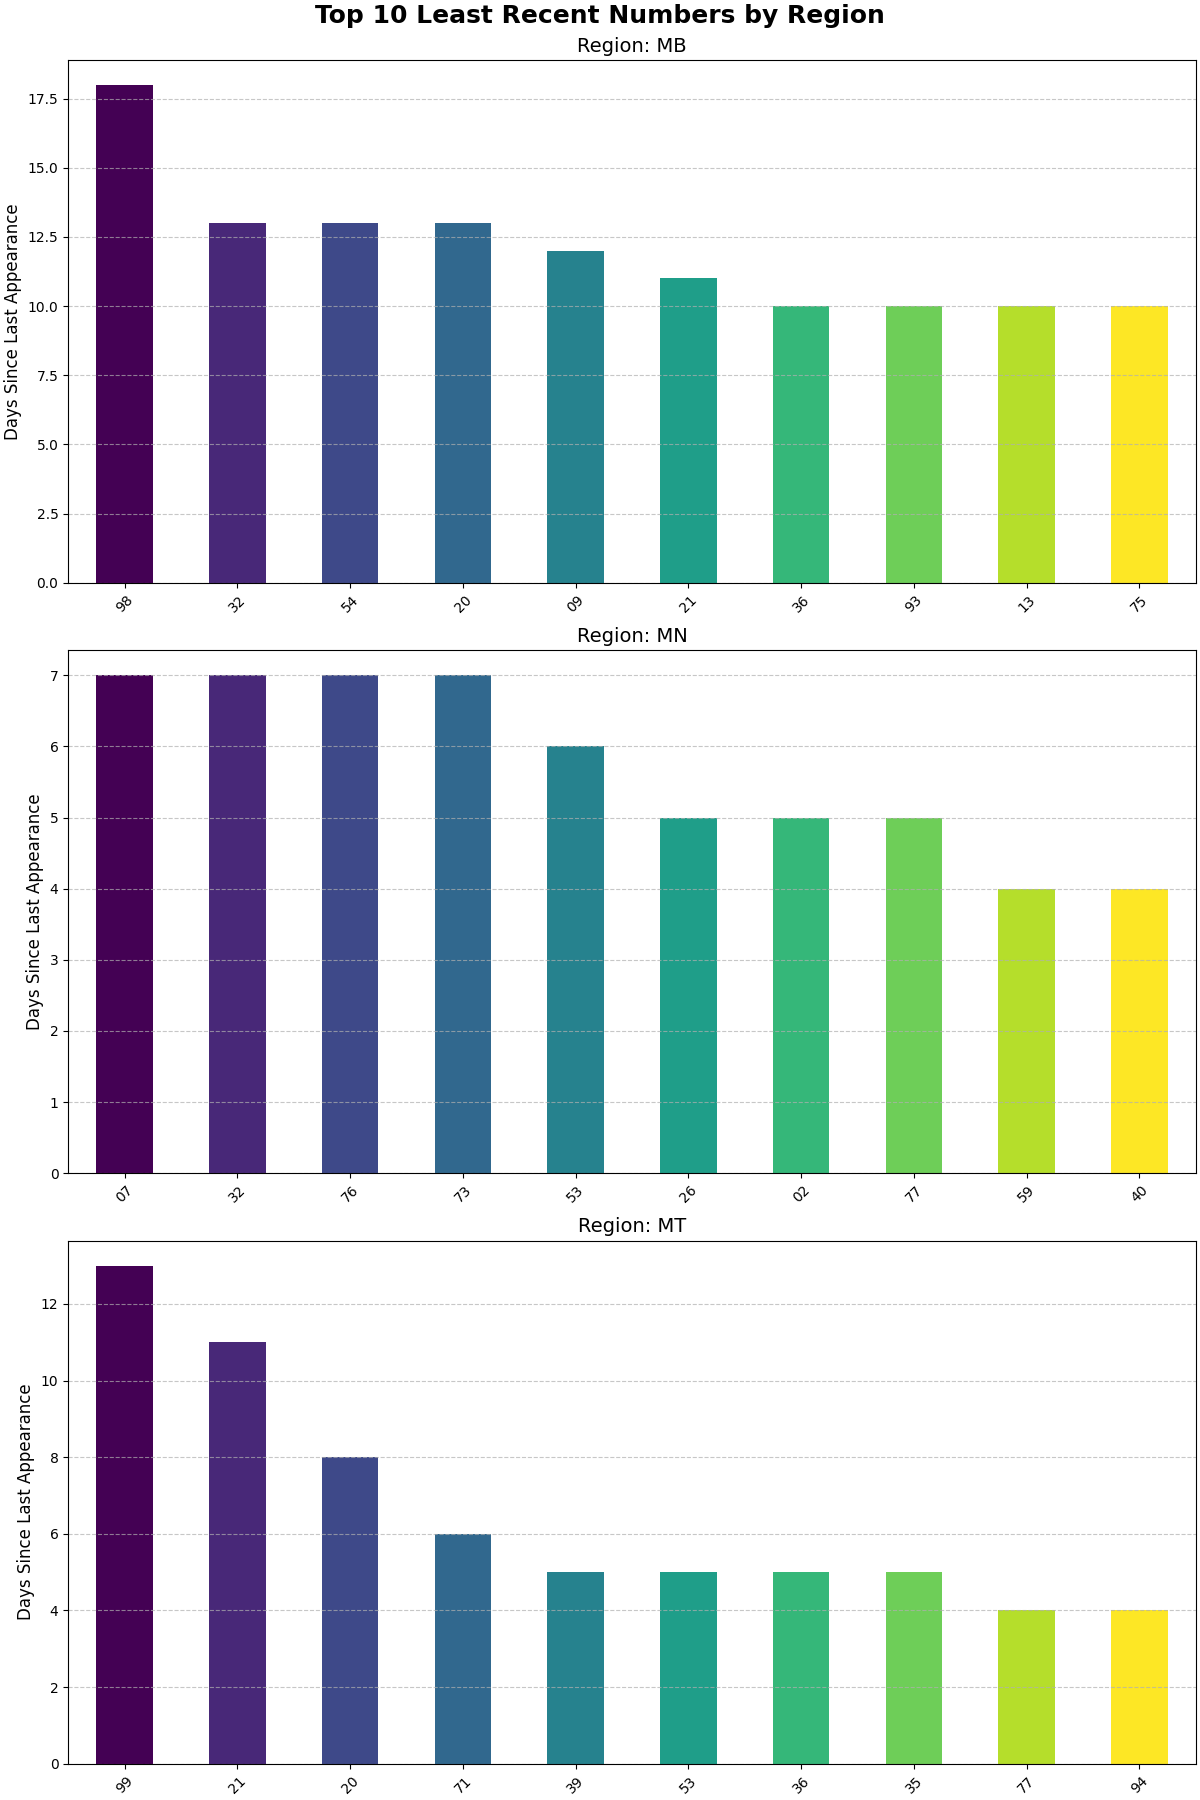 Top 10 Least Recent Numbers by Region
Region: MB
Days Since Last Appearance
17.5
15.0
12.5
10.0
7.5
5.0
2.5
0.0
98 32 54 20 09 21 36 93 13 75
Region: MN
Days Since Last Appearance
7
6
5
4
3
2
1
0
07 32 76 73 53 26 02 77 59 40
Region: MT
Days Since Last Appearance
12
10
8
6
4
2
0
99 21 20 71 39 53 36 35 77 94